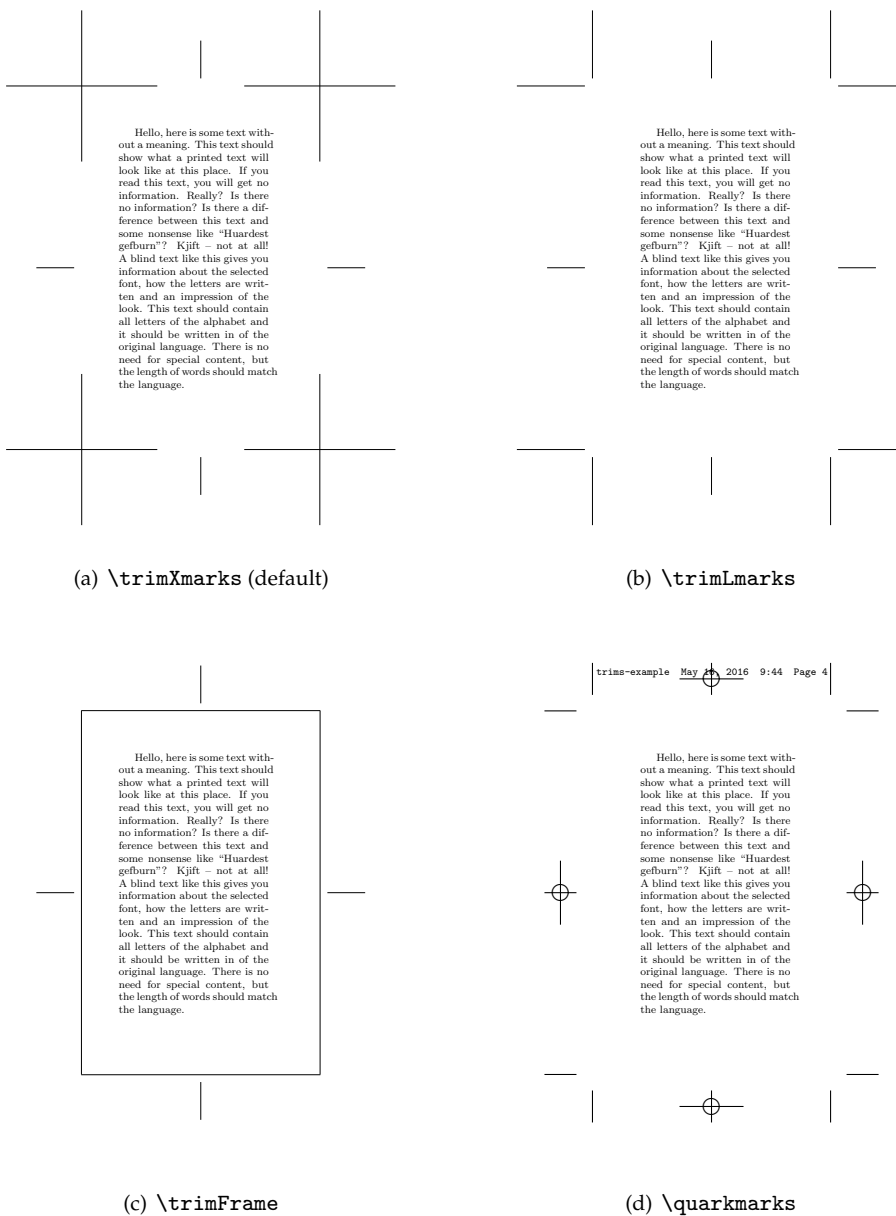 Hello, here is some text with-
out a meaning. This text should
show what a printed text will
look like at this place. If you
read this text, you will get no
information. Really? Is there
no information? Is there a dif-
ference between this text and
some nonsense like “Huardest
gefburn”? Kjift – not at all!
A blind text like this gives you
information about the selected
font, how the letters are writ-
ten and an impression of the
look. This text should contain
all letters of the alphabet and
it should be written in of the
original language. There is no
need for special content, but
the length of words should match
the language.
(a) \trimXmarks (default)
Hello, here is some text with-
out a meaning. This text should
show what a printed text will
look like at this place. If you
read this text, you will get no
information. Really? Is there
no information? Is there a dif-
ference between this text and
some nonsense like “Huardest
gefburn”? Kjift – not at all!
A blind text like this gives you
information about the selected
font, how the letters are writ-
ten and an impression of the
look. This text should contain
all letters of the alphabet and
it should be written in of the
original language. There is no
need for special content, but
the length of words should match
the language.
(b) \trimLmarks
Hello, here is some text with-
out a meaning. This text should
show what a printed text will
look like at this place. If you
read this text, you will get no
information. Really? Is there
no information? Is there a dif-
ference between this text and
some nonsense like “Huardest
gefburn”? Kjift – not at all!
A blind text like this gives you
information about the selected
font, how the letters are writ-
ten and an impression of the
look. This text should contain
all letters of the alphabet and
it should be written in of the
original language. There is no
need for special content, but
the length of words should match
the language.
(c) \trimFrame
trims-example May 2016 9:44 Page 4
Hello, here is some text with-
out a meaning. This text should
show what a printed text will
look like at this place. If you
read this text, you will get no
information. Really? Is there
no information? Is there a dif-
ference between this text and
some nonsense like “Huardest
gefburn”? Kjift – not at all!
A blind text like this gives you
information about the selected
font, how the letters are writ-
ten and an impression of the
look. This text should contain
all letters of the alphabet and
it should be written in of the
original language. There is no
need for special content, but
the length of words should match
the language.
(d) \quarkmarks